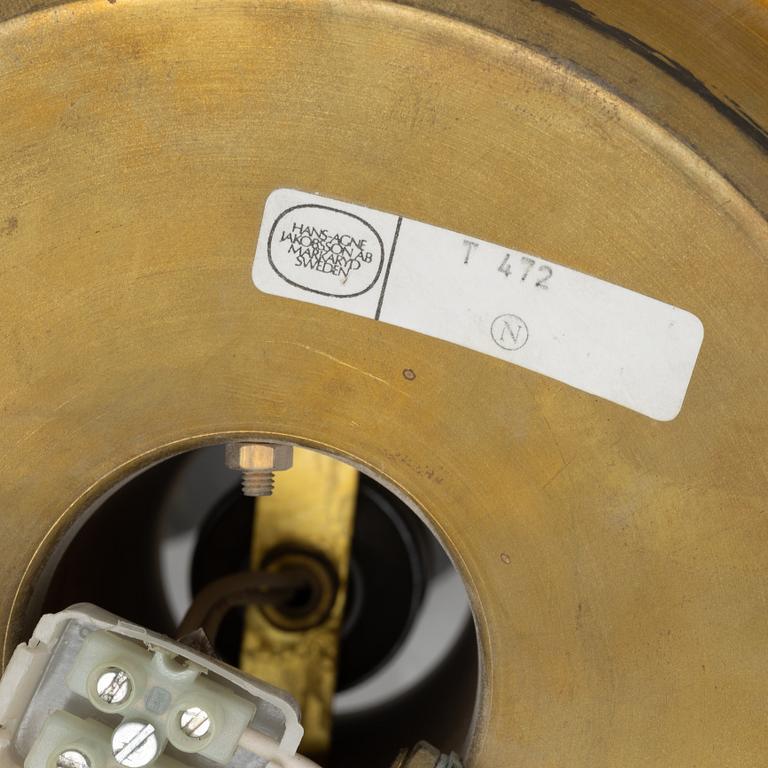 HANS-AGNE
JAKOBSSON AB
MARKARYD
SWEDEN
T 472
N